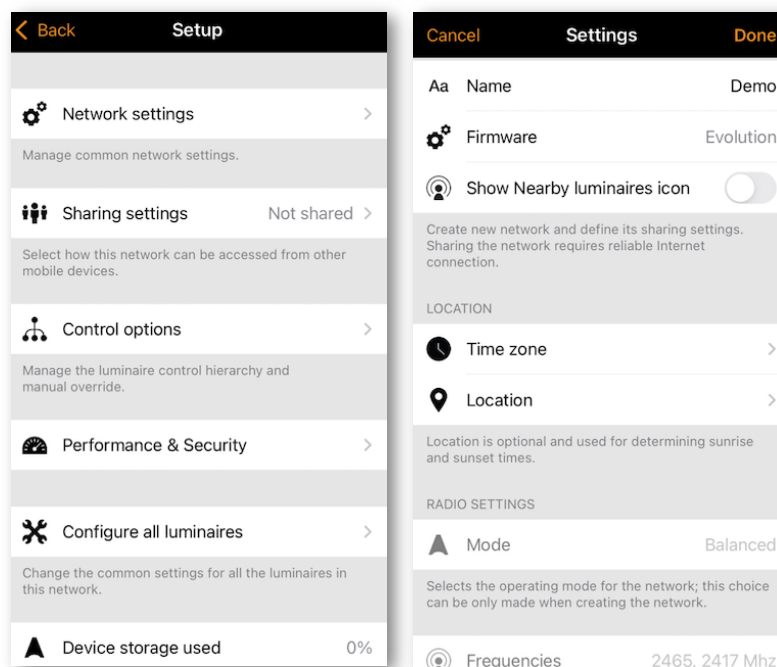 Back
Setup
Network settings
Manage common network settings.
Sharing settings
Not shared
Select how this network can be accessed from other
mobile devices.
Control options
Manage the luminaire control hierarchy and
manual override.
Performance & Security
Configure all luminaires
Change the common settings for all the luminaires in
this network.
Device storage used
0%
Cancel
Settings
Done
Aa Name
Demo
Firmware
Evolution
Show Nearby luminaires icon
Create new network and define its sharing settings.
Sharing the network requires reliable Internet
connection.
LOCATION
Time zone
Location
Location is optional and used for determining sunrise
and sunset times.
RADIO SETTINGS
Mode
Balanced
Selects the operating mode for the network; this choice
can be only made when creating the network.
Frequencies
2465, 2417 Mhz